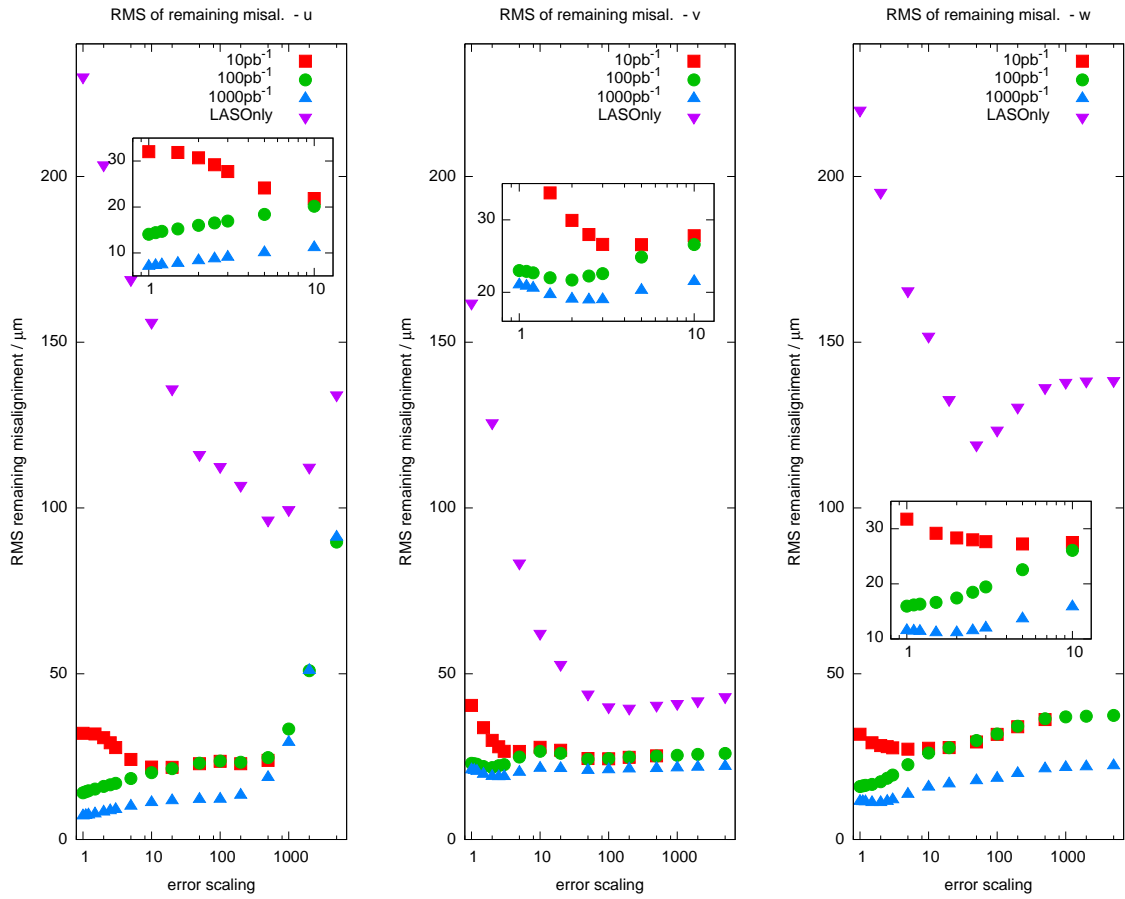 RMS of remaining misal. - u
RMS remaining misalignment / μm
200
150
100
50
0
1 10 100 1000
error scaling
10pb⁻¹
100pb⁻¹
1000pb⁻¹
LASOnly
30
20
10
1 10
RMS of remaining misal. - v
RMS remaining misalignment / μm
200
150
100
50
0
1 10 100 1000
error scaling
10pb⁻¹
100pb⁻¹
1000pb⁻¹
LASOnly
30
20
1 10
RMS of remaining misal. - w
RMS remaining misalignment / μm
200
150
100
50
0
1 10 100 1000
error scaling
10pb⁻¹
100pb⁻¹
1000pb⁻¹
LASOnly
30
20
10
1 10